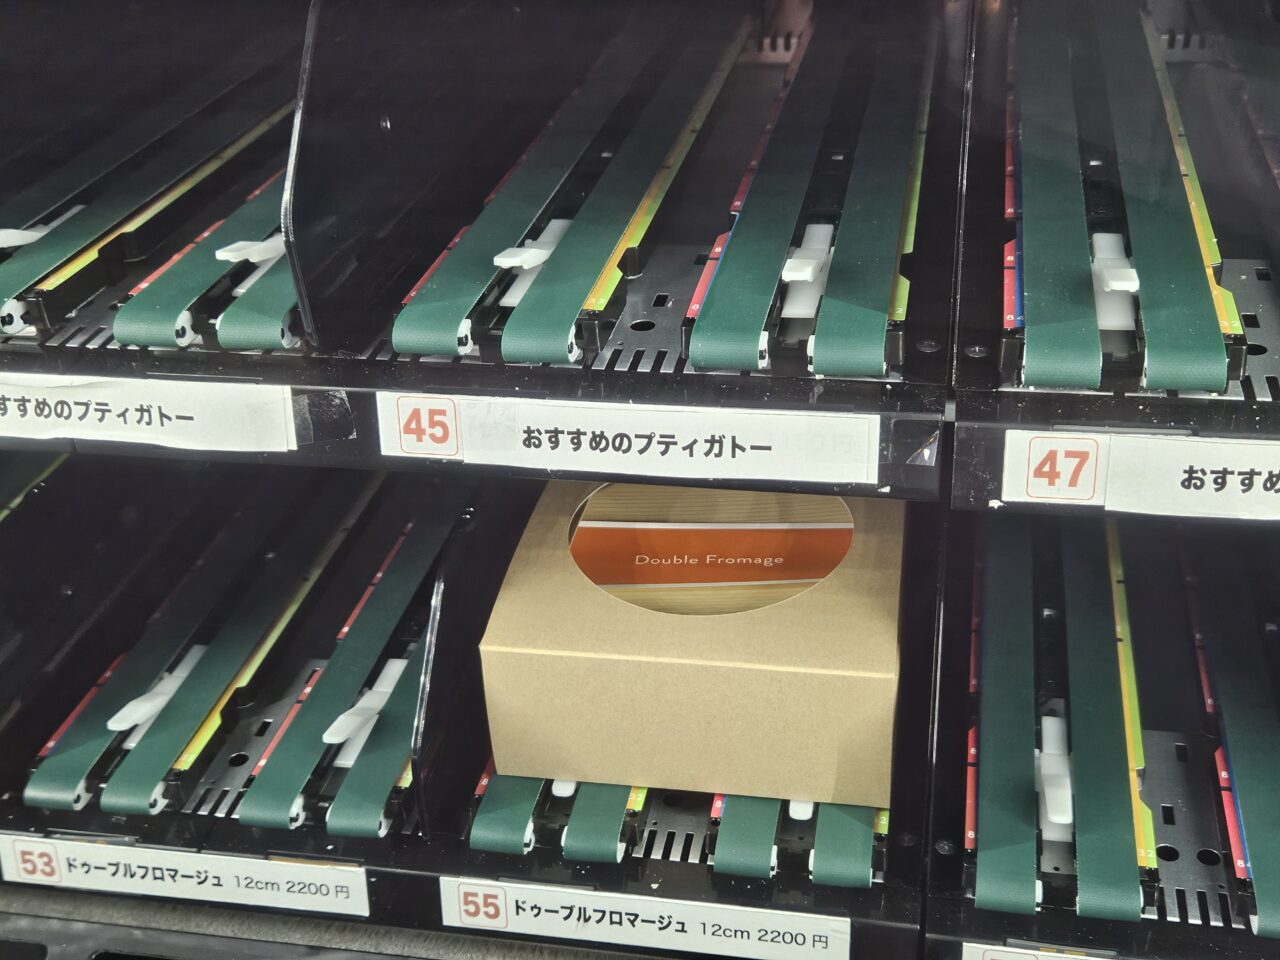 すすめのプティガトー
45 おすすめのプティガトー
47 おすすめ
Double Fromage
53 ドゥーブルフロマージュ 12cm 2200 円
55 ドゥーブルフロマージュ 12cm 2200 円